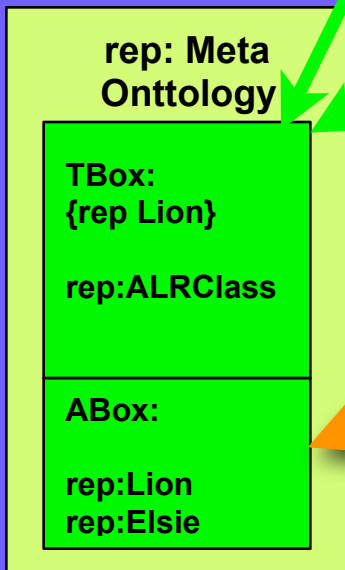 rep: Meta
Onttology
TBox:
{rep Lion}
rep:ALRClass
ABox:
rep:Lion
rep:Elsie